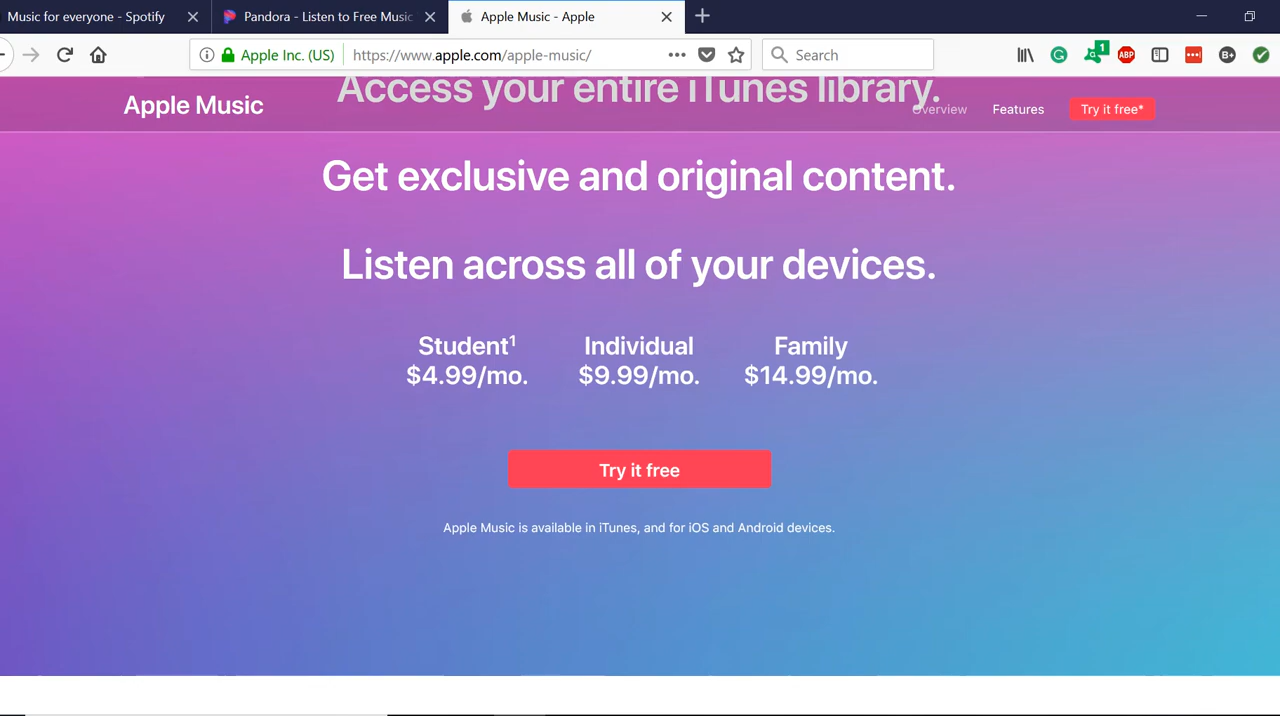 Music for everyone - Spotify
Pandora - Listen to Free Music
Apple Music - Apple
Apple Inc. (US)
https://www.apple.com/apple-music/
Search
1
ABP
B+
Access your entire iTunes library.
Apple Music
Overview
Features
Try it free*
Get exclusive and original content.
Listen across all of your devices.
Student¹ Individual Family
$4.99/mo. $9.99/mo. $14.99/mo.
Try it free
Apple Music is available in iTunes, and for iOS and Android devices.